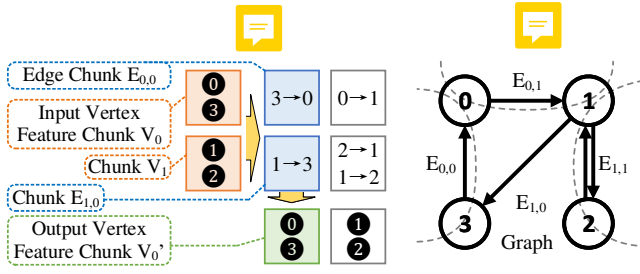 Edge Chunk E0,0
Input Vertex
Feature Chunk V0
Chunk V1
Chunk E1,0
Output Vertex
Feature Chunk V0'
0
3
1
2
3→0
0→1
1→3
2→1
1→2
0
3
1
2
0
E0,1
1
E0,0
E1,1
E1,0
3
2
Graph